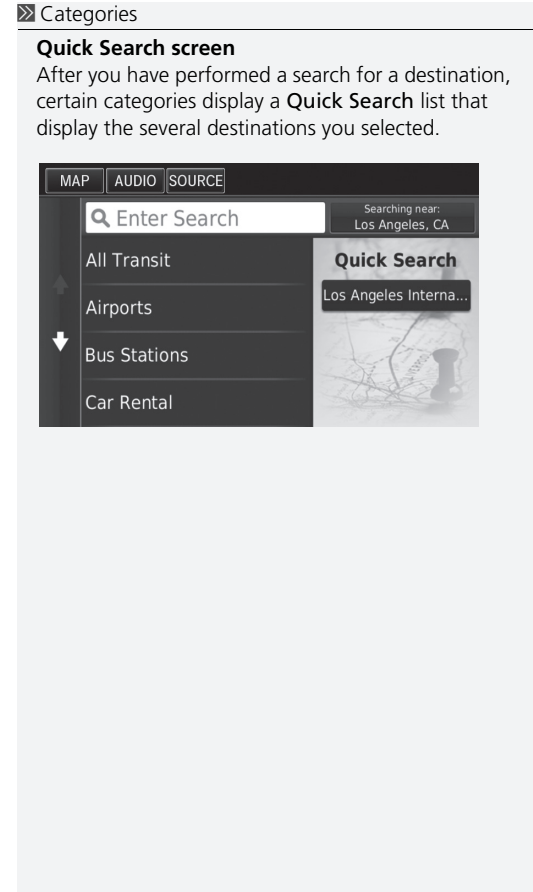 Categories
Quick Search screen
After you have performed a search for a destination,
certain categories display a Quick Search list that
display the several destinations you selected.
MAP AUDIO SOURCE
Enter Search
Searching near:
Los Angeles, CA
All Transit
Airports
Bus Stations
Car Rental
Quick Search
Los Angeles Interna...